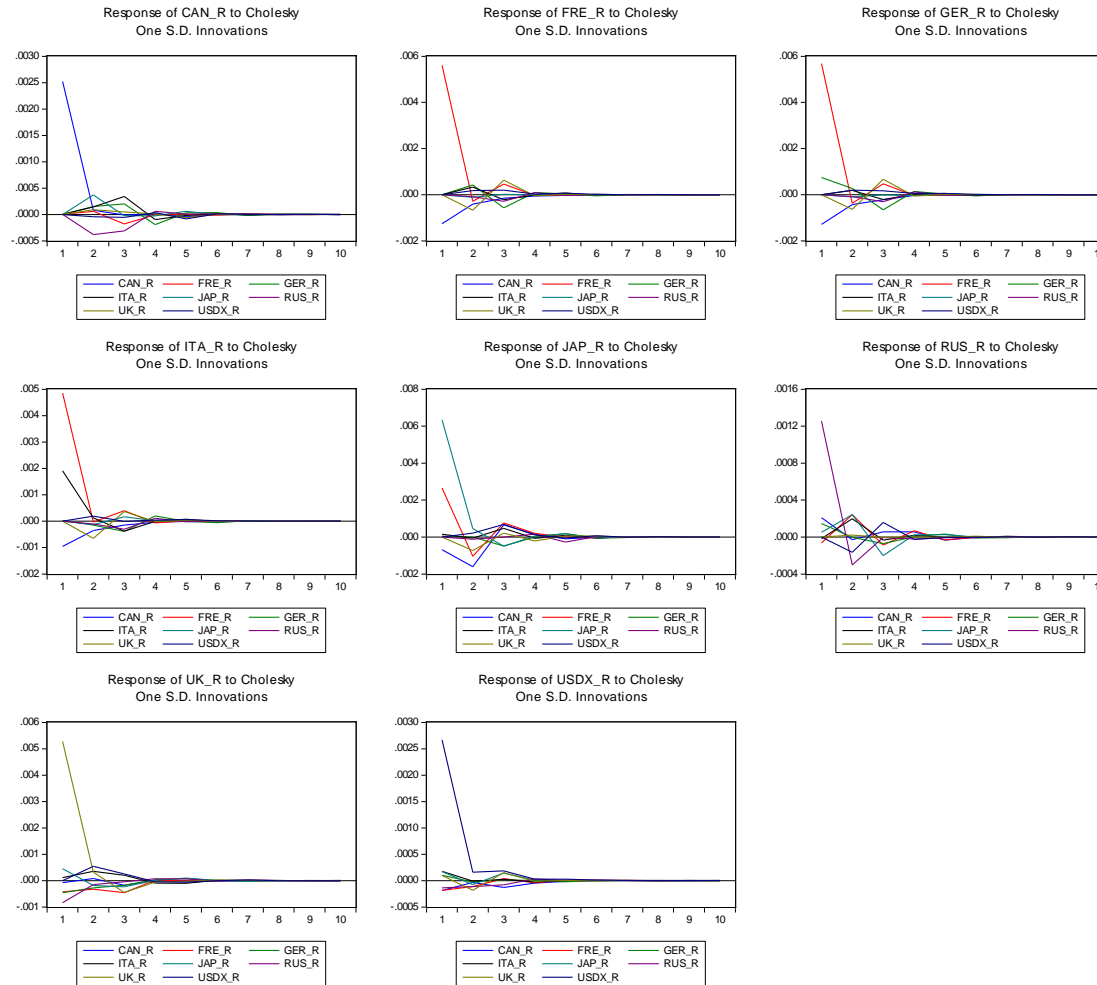 Response of CAN_R to Cholesky
One S.D. Innovations
.0030
.0025
.0020
.0015
.0010
.0005
.0000
-.0005
1 2 3 4 5 6 7 8 9 10
CAN_R FRE_R GER_R
ITA_R JAP_R RUS_R
UK_R USDX_R
Response of FRE_R to Cholesky
One S.D. Innovations
.006
.004
.002
.000
-.002
1 2 3 4 5 6 7 8 9 10
CAN_R FRE_R GER_R
ITA_R JAP_R RUS_R
UK_R USDX_R
Response of GER_R to Cholesky
One S.D. Innovations
.006
.004
.002
.000
-.002
1 2 3 4 5 6 7 8 9 1
CAN_R FRE_R GER_R
ITA_R JAP_R RUS_R
UK_R USDX_R
Response of ITA_R to Cholesky
One S.D. Innovations
.005
.004
.003
.002
.001
.000
-.001
-.002
1 2 3 4 5 6 7 8 9 10
CAN_R FRE_R GER_R
ITA_R JAP_R RUS_R
UK_R USDX_R
Response of JAP_R to Cholesky
One S.D. Innovations
.008
.006
.004
.002
.000
-.002
1 2 3 4 5 6 7 8 9 10
CAN_R FRE_R GER_R
ITA_R JAP_R RUS_R
UK_R USDX_R
Response of RUS_R to Cholesky
One S.D. Innovations
.0016
.0012
.0008
.0004
.0000
-.0004
1 2 3 4 5 6 7 8 9 1
CAN_R FRE_R GER_R
ITA_R JAP_R RUS_R
UK_R USDX_R
Response of UK_R to Cholesky
One S.D. Innovations
.006
.005
.004
.003
.002
.001
.000
-.001
1 2 3 4 5 6 7 8 9 10
CAN_R FRE_R GER_R
ITA_R JAP_R RUS_R
UK_R USDX_R
Response of USDX_R to Cholesky
One S.D. Innovations
.0030
.0025
.0020
.0015
.0010
.0005
.0000
-.0005
1 2 3 4 5 6 7 8 9 10
CAN_R FRE_R GER_R
ITA_R JAP_R RUS_R
UK_R USDX_R